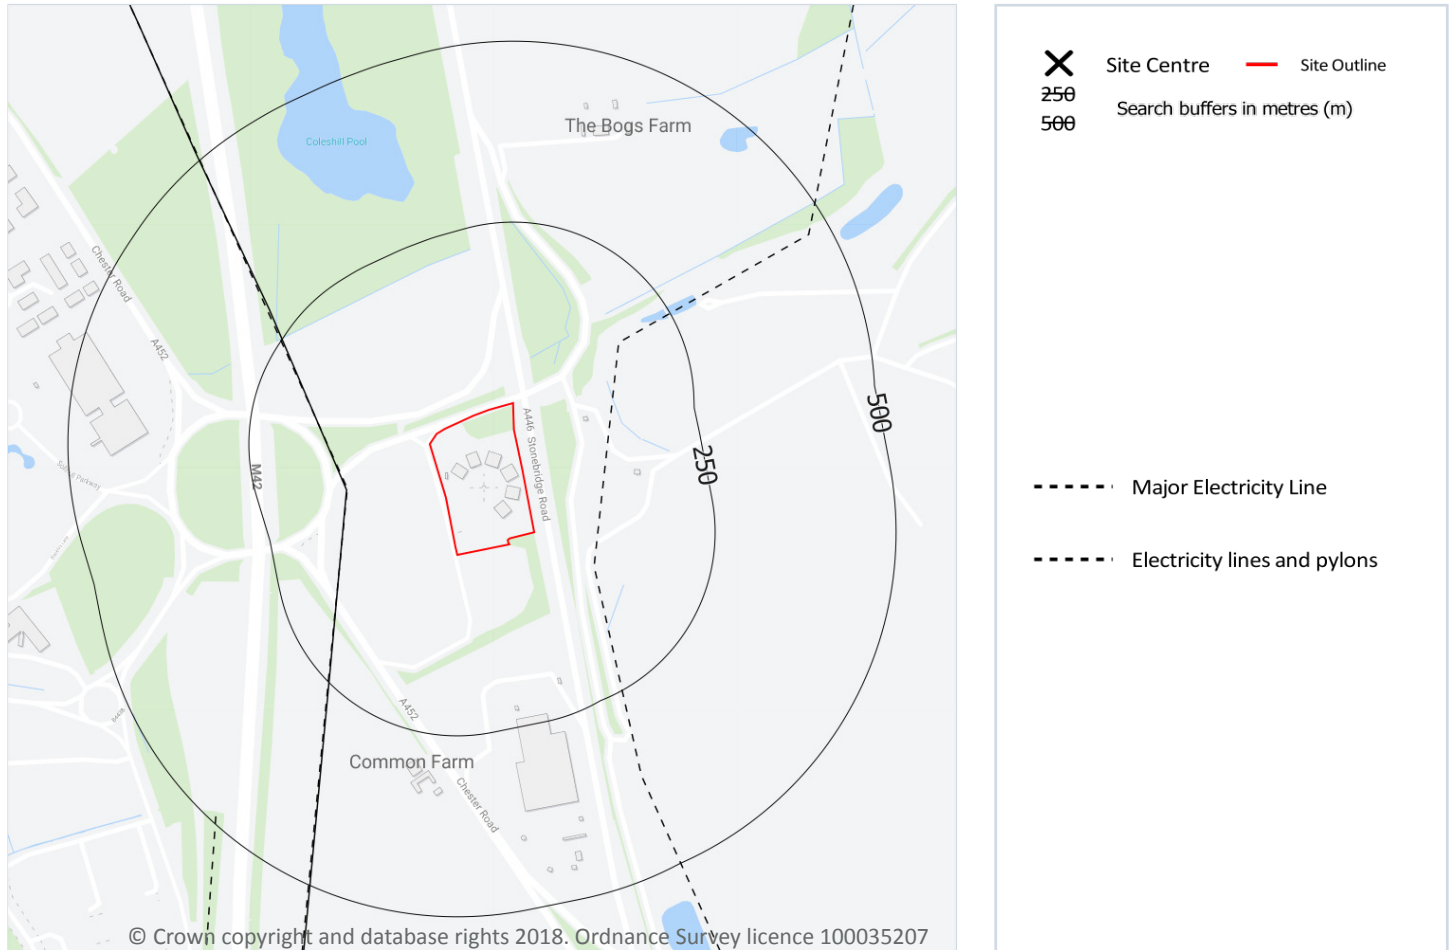 Coleshill Pool
The Bogs Farm
Chester Road
A452
M42
A446 Stonebridge Road
250
500
A452
Common Farm
Chester Road
B4438
© Crown copyright and database rights 2018. Ordnance Survey licence 100035207
Site Centre
Site Outline
250
500
Search buffers in metres (m)
Major Electricity Line
Electricity lines and pylons